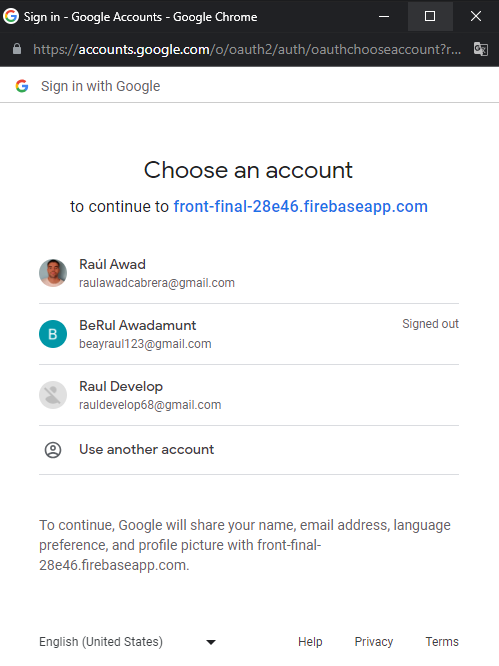 Sign in - Google Accounts - Google Chrome
https://accounts.google.com/o/oauth2/auth/oauthchooseaccount?r...
Sign in with Google
Choose an account
to continue to front-final-28e46.firebaseapp.com
Raúl Awad
raulawadcabrera@gmail.com
BeRul Awadamunt
Signed out
B
beayraul123@gmail.com
Raul Develop
rauldevelop68@gmail.com
Use another account
To continue, Google will share your name, email address, language
preference, and profile picture with front-final-
28e46.firebaseapp.com.
English (United States)
Help
Privacy
Terms